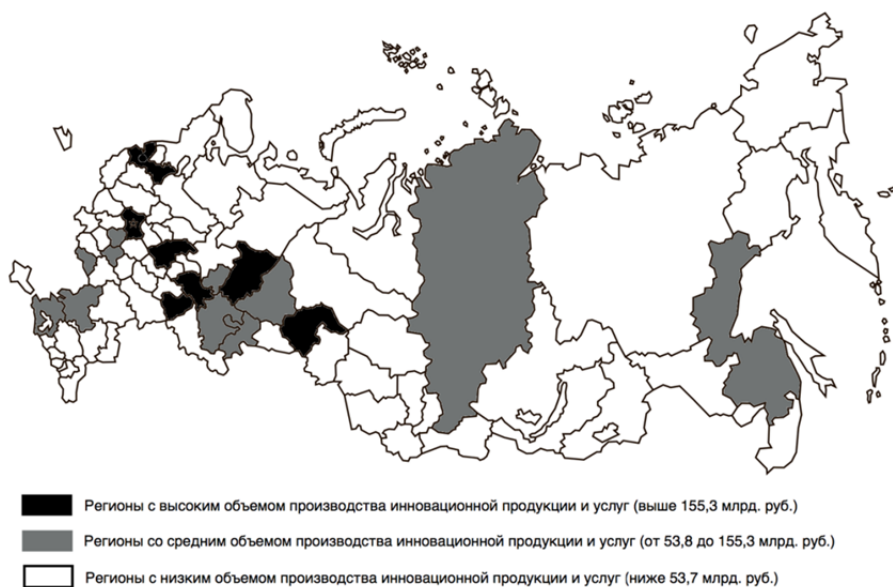 Регионы с высоким объемом производства инновационной продукции и услуг (выше 155,3 млрд. руб.)
Регионы со средним объемом производства инновационной продукции и услуг (от 53,8 до 155,3 млрд. руб.)
Регионы с низким объемом производства инновационной продукции и услуг (ниже 53,7 млрд. руб.)